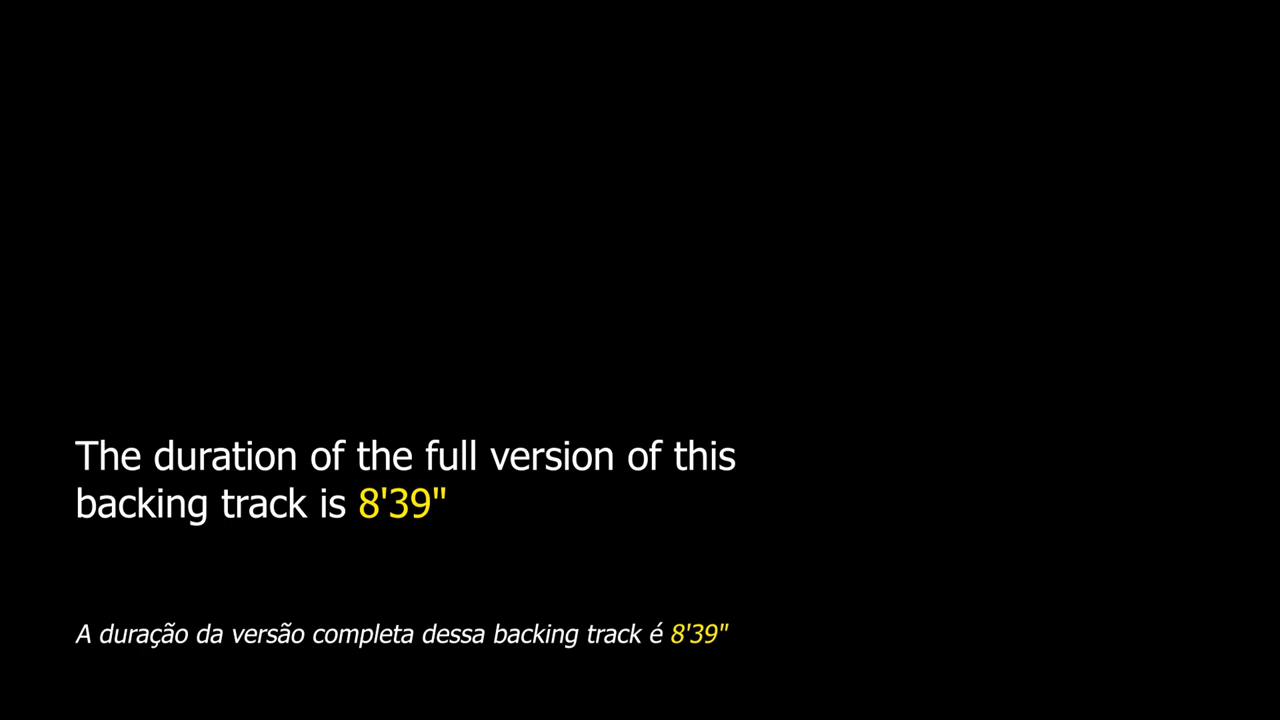 The duration of the full version of this
backing track is 8'39"
A duração da versão completa dessa backing track é 8'39"